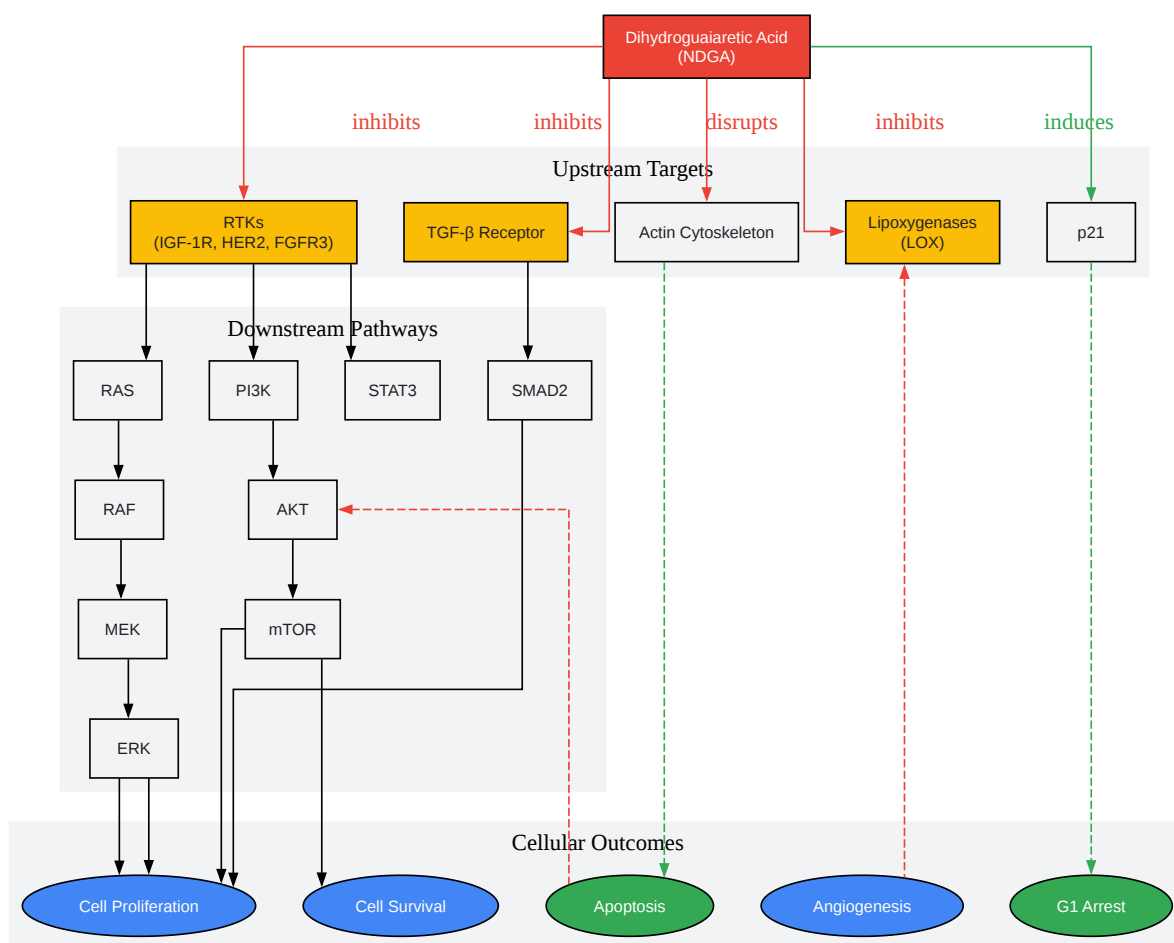 Dihydroguaiaretic Acid
(NDGA)
inhibits
inhibits
disrupts
inhibits
induces
Upstream Targets
RTKs
(IGF-1R, HER2, FGFR3)
TGF-β Receptor
Actin Cytoskeleton
Lipoxygenases
(LOX)
p21
Downstream Pathways
RAS
PI3K
STAT3
SMAD2
RAF
AKT
MEK
mTOR
ERK
Cellular Outcomes
Cell Proliferation
Cell Survival
Apoptosis
Angiogenesis
G1 Arrest